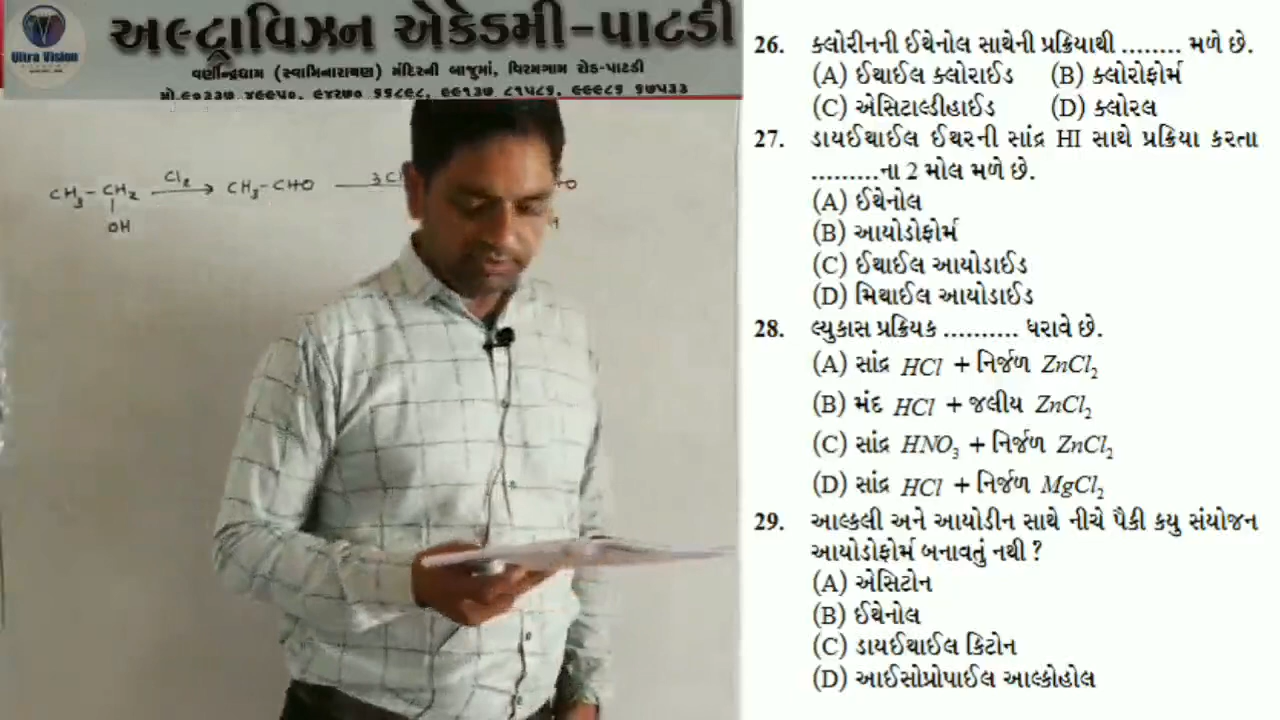 Ultra Vision
અલ્ટ્રાવિઝન એકેડમી-પાટડી
વર્ણીન્દ્રધામ (સ્વામિનારાયણ) મંદિરની બાજુમાં, વિરમગામ રોડ-પાટડી
CH₃-CH₂ Cl₂ → CH₃-CHO 3Cl
OH
26. ક્લોરીનની ઈથેનોલ સાથેની પ્રક્રિયાથી ........ મળે છે.
(A) ઈથાઈલ ક્લોરાઈડ (B) ક્લોરોફોર્મ
(C) એસિટાલ્ડીહાઈડ (D) ક્લોરલ
27. ડાયઈથાઈલ ઈથરની સાંદ્ર HI સાથે પ્રક્રિયા કરતા
.........ના 2 મોલ મળે છે.
(A) ઈથેનોલ
(B) આયોડોફોર્મ
(C) ઈથાઈલ આયોડાઈડ
(D) મિથાઈલ આયોડાઈડ
28. લ્યુકાસ પ્રક્રિયક .......... ધરાવે છે.
(A) સાંદ્ર HCl + નિર્જળ ZnCl₂
(B) મંદ HCl + જલીય ZnCl₂
(C) સાંદ્ર HNO₃ + નિર્જળ ZnCl₂
(D) સાંદ્ર HCl + નિર્જળ MgCl₂
29. આલ્કલી અને આયોડીન સાથે નીચે પૈકી કયુ સંયોજન
આયોડોફોર્મ બનાવતું નથી ?
(A) એસિટોન
(B) ઈથેનોલ
(C) ડાયઈથાઈલ કિટોન
(D) આઈસોપ્રોપાઈલ આલ્કોહોલ